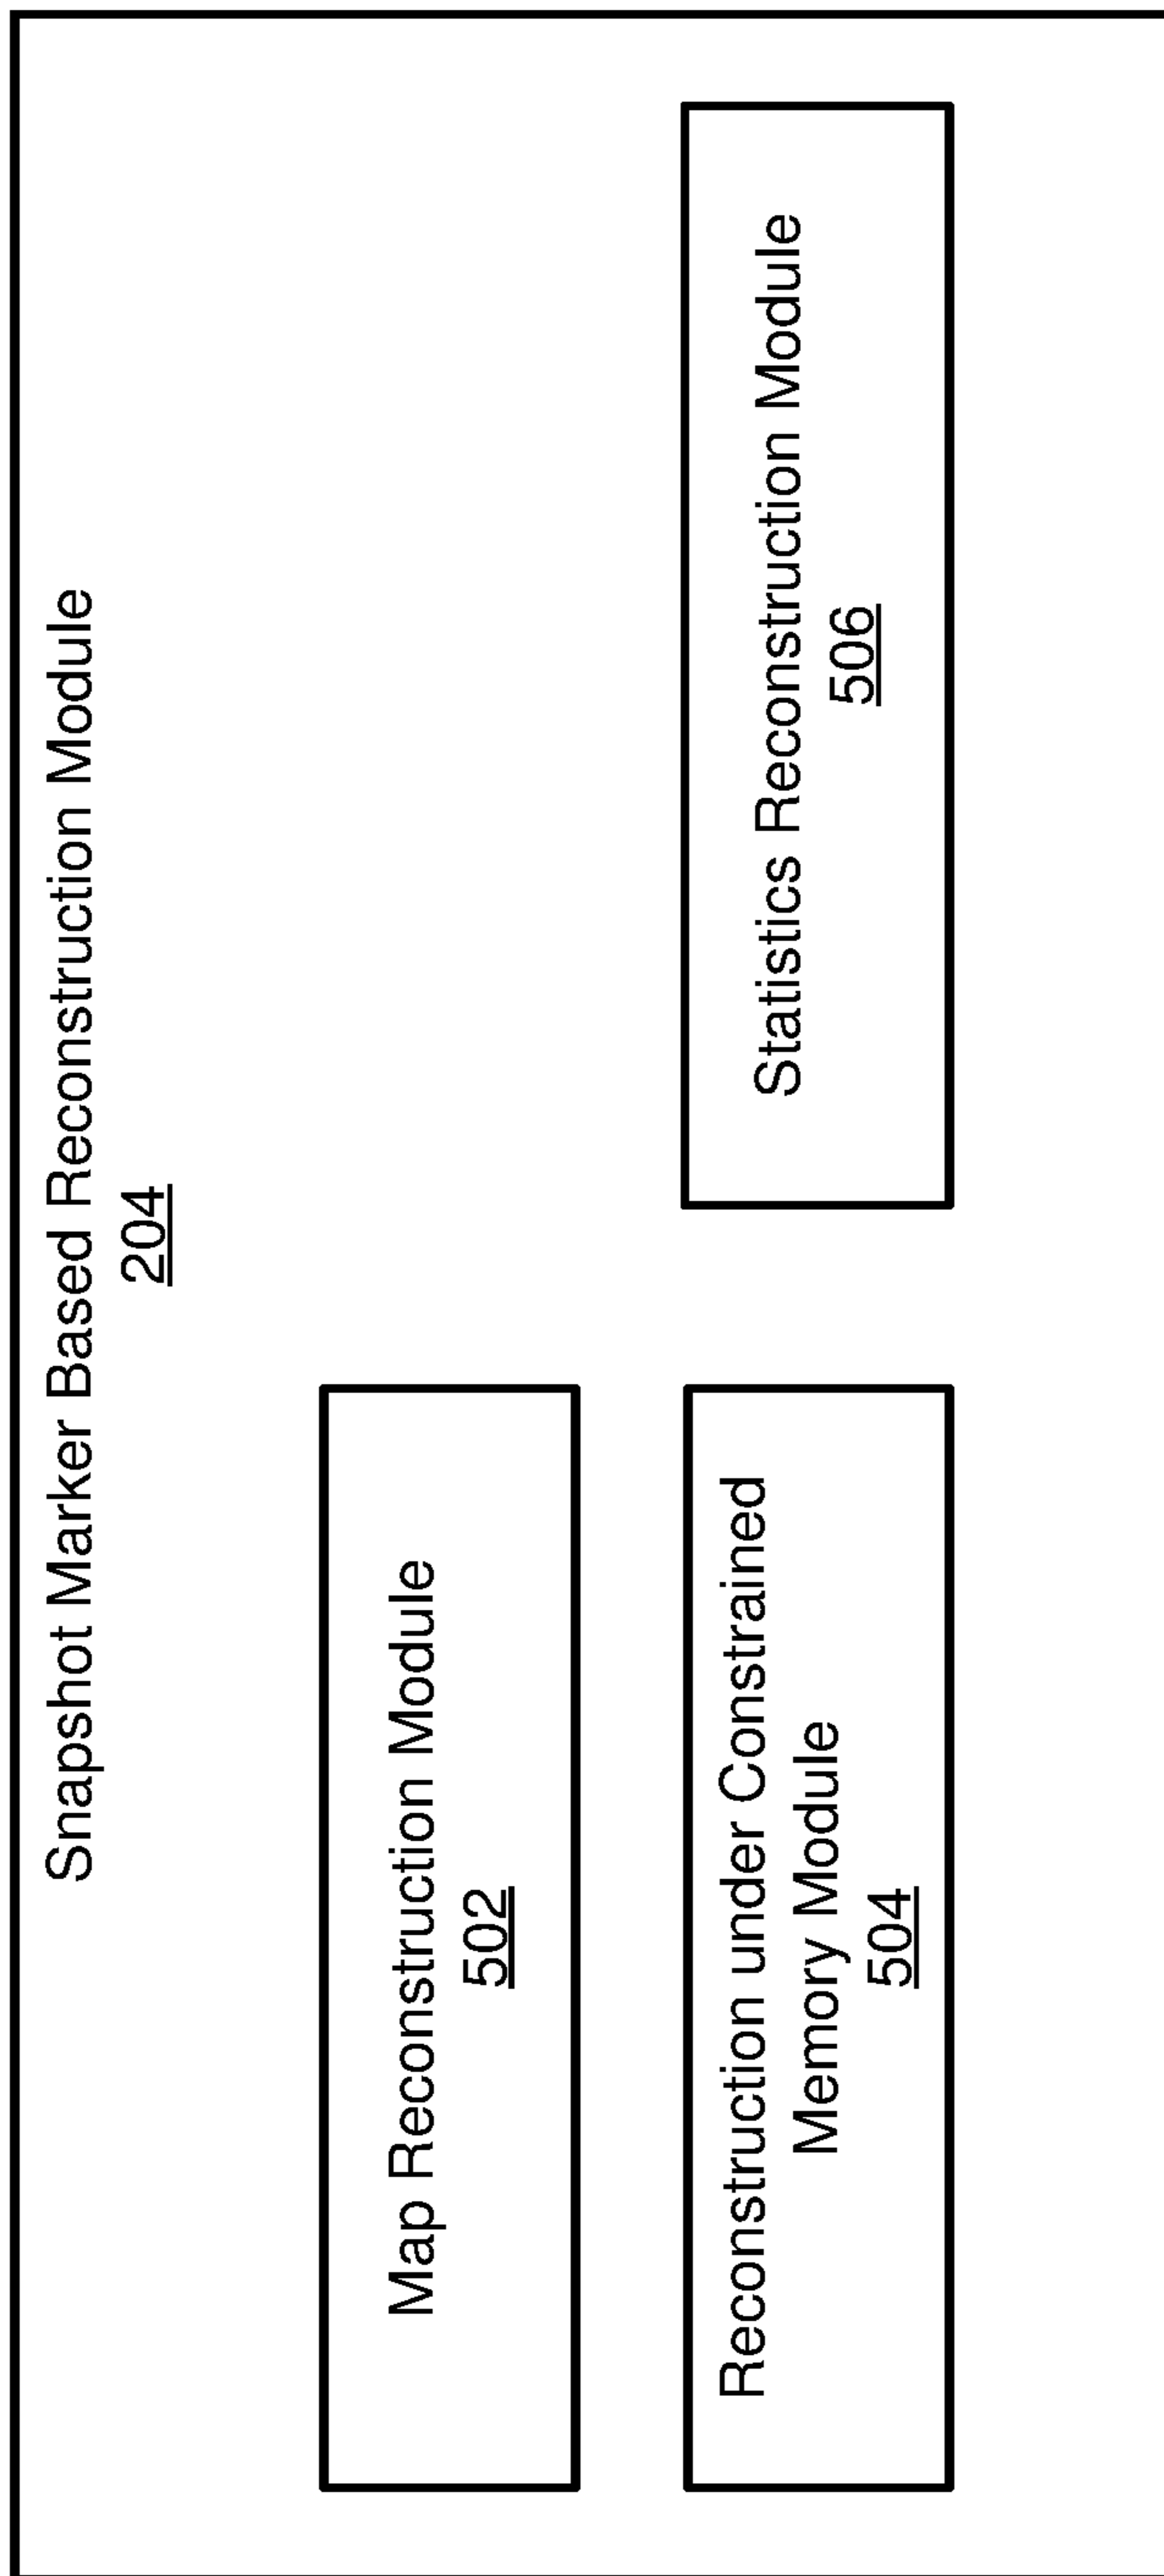 Snapshot Marker Based Reconstruction Module
204
Map Reconstruction Module
502
Reconstruction under Constrained
Memory Module
504
Statistics Reconstruction Module
506